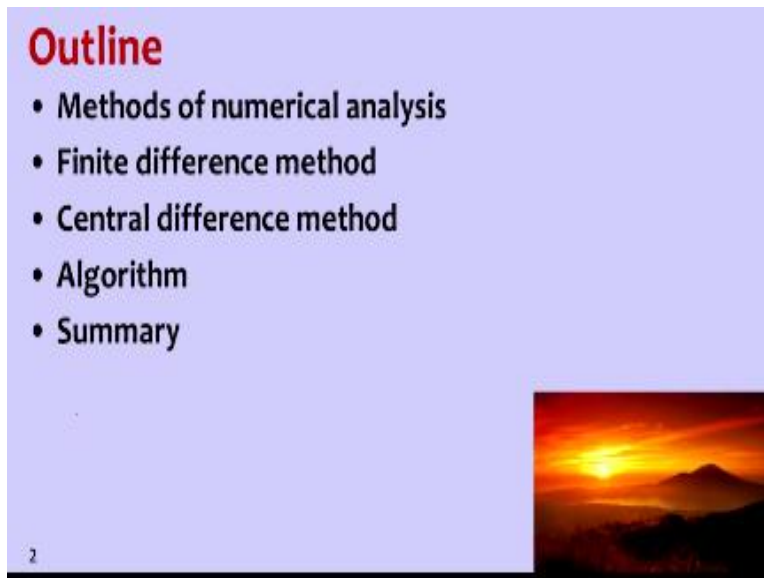 Outline
• Methods of numerical analysis
• Finite difference method
• Central difference method
• Algorithm
• Summary
2